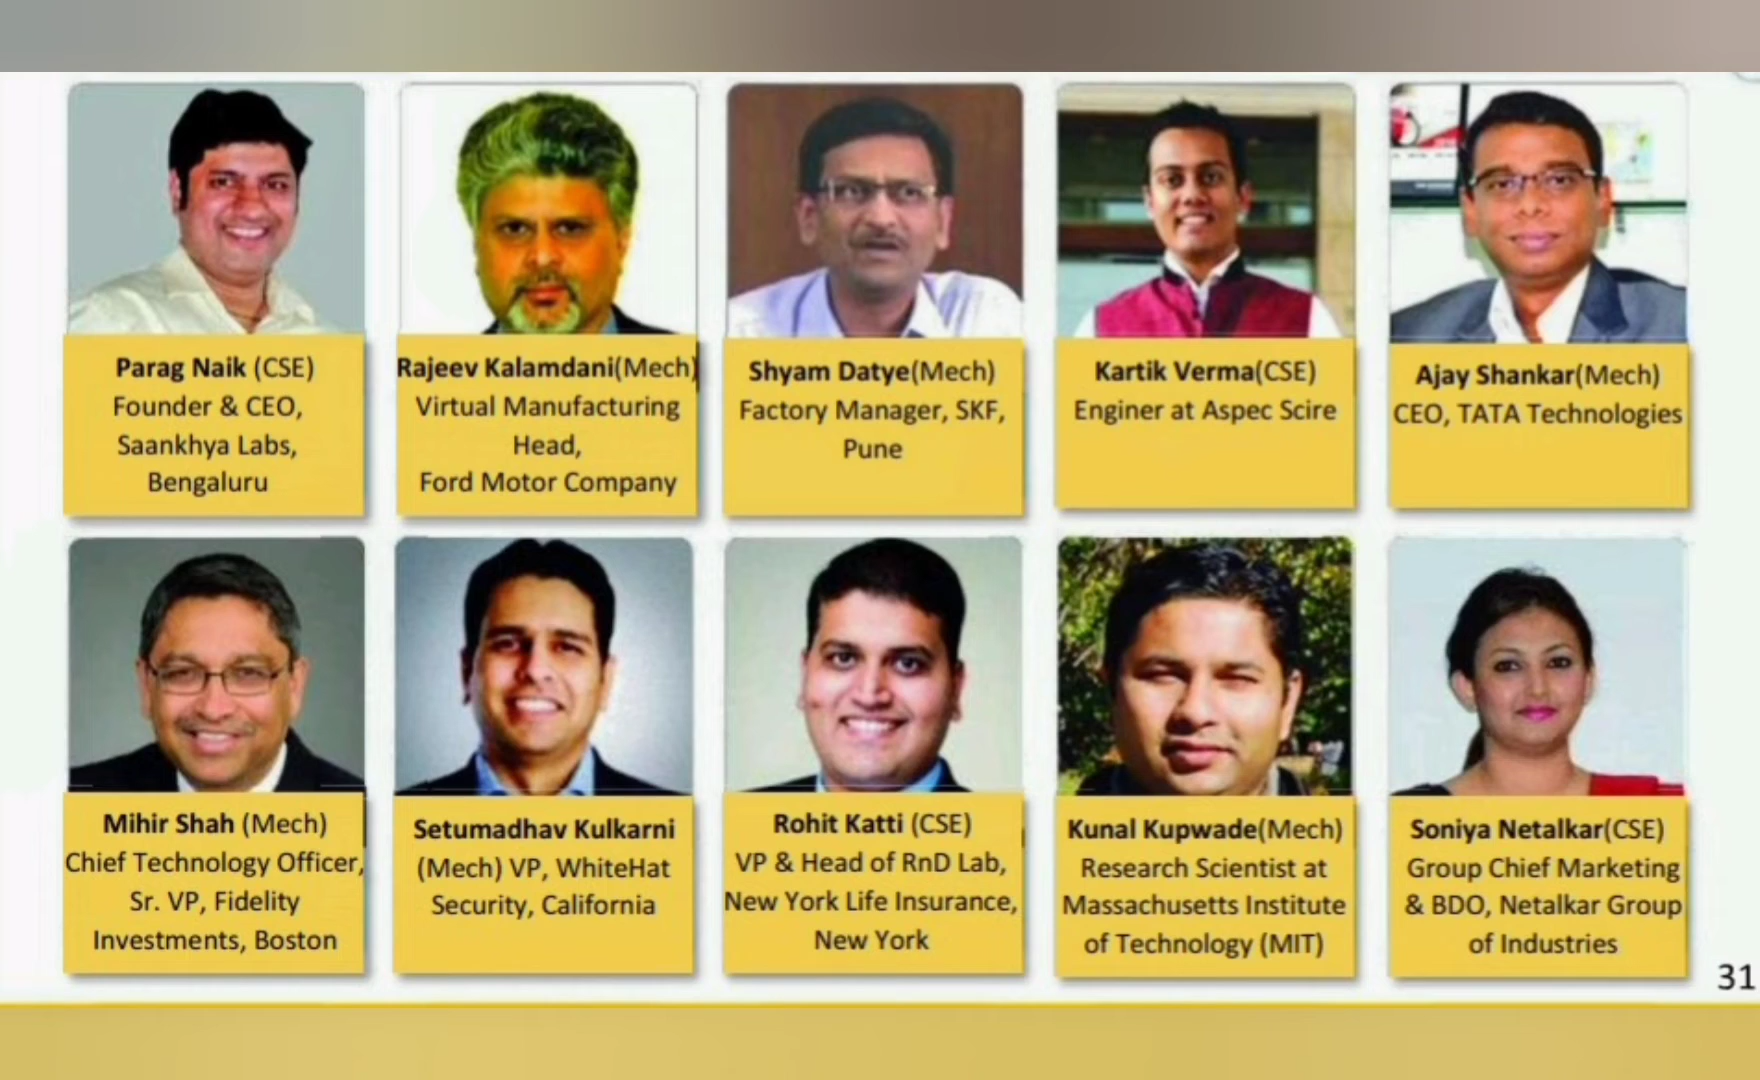 Parag Naik (CSE)
Founder & CEO,
Saankhya Labs,
Bengaluru
Rajeev Kalamdani(Mech)
Virtual Manufacturing
Head,
Ford Motor Company
Shyam Datye(Mech)
Factory Manager, SKF,
Pune
Kartik Verma(CSE)
Enginer at Aspec Scire
Ajay Shankar(Mech)
CEO, TATA Technologies
Mihir Shah (Mech)
Chief Technology Officer,
Sr. VP, Fidelity
Investments, Boston
Setumadhav Kulkarni
(Mech) VP, WhiteHat
Security, California
Rohit Katti (CSE)
VP & Head of RnD Lab,
New York Life Insurance,
New York
Kunal Kupwade(Mech)
Research Scientist at
Massachusetts Institute
of Technology (MIT)
Soniya Netalkar(CSE)
Group Chief Marketing
& BDO, Netalkar Group
of Industries
31